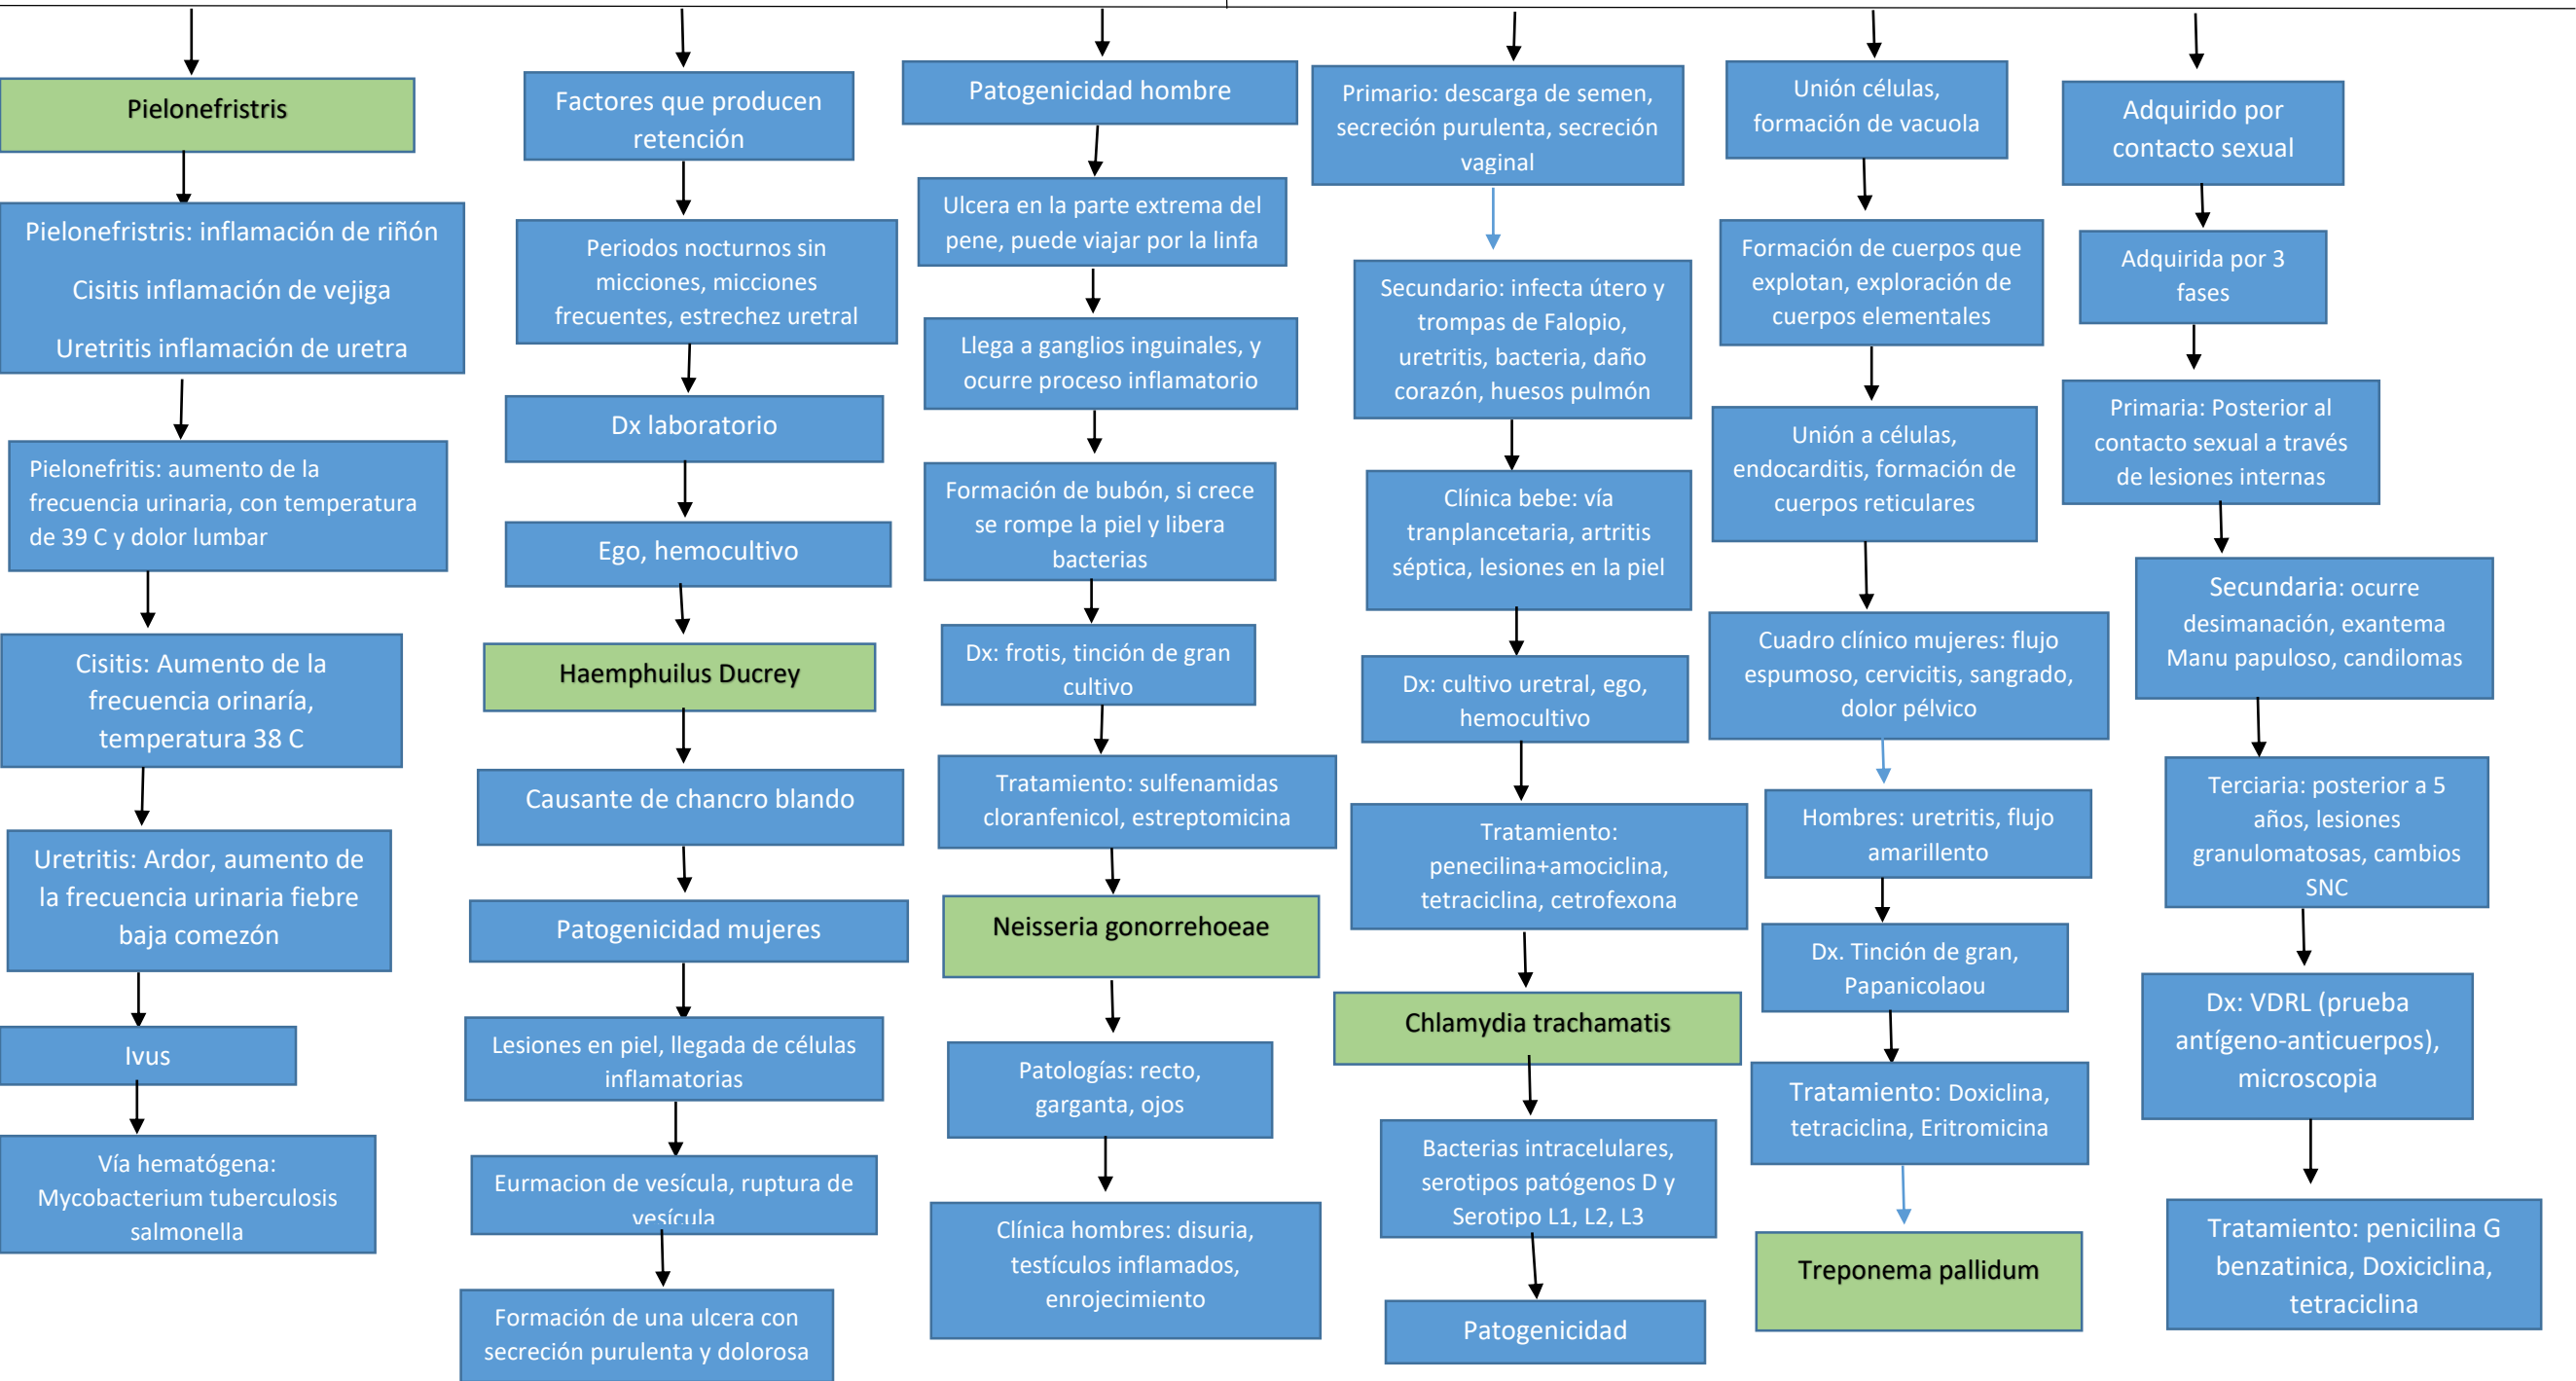 Pielonefristris
Pielonefristris: inflamación de riñón
Cisitis inflamación de vejiga
Uretritis inflamación de uretra
Pielonefritis: aumento de la
frecuencia urinaria, con temperatura
de 39 C y dolor lumbar
Cisitis: Aumento de la
frecuencia orinaría,
temperatura 38 C
Uretritis: Ardor, aumento de
la frecuencia urinaria fiebre
baja comezón
Ivus
Vía hematógena:
Mycobacterium tuberculosis
salmonella
Factores que producen
retención
Periodos nocturnos sin
micciones, micciones
frecuentes, estrechez uretral
Dx laboratorio
Ego, hemocultivo
Haemphuilus Ducrey
Causante de chancro blando
Patogenicidad mujeres
Lesiones en piel, llegada de células
inflamatorias
Eurmacion de vesícula, ruptura de
vesícula
Formación de una ulcera con
secreción purulenta y dolorosa
Patogenicidad hombre
Ulcera en la parte extrema del
pene, puede viajar por la linfa
Llega a ganglios inguinales, y
ocurre proceso inflamatorio
Formación de bubón, si crece
se rompe la piel y libera
bacterias
Dx: frotis, tinción de gran
cultivo
Tratamiento: sulfenamidas
cloranfenicol, estreptomicina
Neisseria gonorrehoeae
Patologías: recto,
garganta, ojos
Clínica hombres: disuria,
testículos inflamados,
enrojecimiento
Primario: descarga de semen,
secreción purulenta, secreción
vaginal
Secundario: infecta útero y
trompas de Falopio,
uretritis, bacteria, daño
corazón, huesos pulmón
Clínica bebe: vía
tranplancetaria, artritis
séptica, lesiones en la piel
Dx: cultivo uretral, ego,
hemocultivo
Tratamiento:
penecilina+amociclina,
tetraciclina, cetrofexona
Chlamydia trachamatis
Bacterias intracelulares,
serotipos patógenos D y
Serotipo L1, L2, L3
Patogenicidad
Unión células,
formación de vacuola
Formación de cuerpos que
explotan, exploración de
cuerpos elementales
Unión a células,
endocarditis, formación de
cuerpos reticulares
Cuadro clínico mujeres: flujo
espumoso, cervicitis, sangrado,
dolor pélvico
Hombres: uretritis, flujo
amarillento
Dx. Tinción de gran,
Papanicolaou
Tratamiento: Doxiclina,
tetraciclina, Eritromicina
Treponema pallidum
Adquirido por
contacto sexual
Adquirida por 3
fases
Primaria: Posterior al
contacto sexual a través
de lesiones internas
Secundaria: ocurre
desimanación, exantema
Manu papuloso, candilomas
Terciaria: posterior a 5
años, lesiones
granulomatosas, cambios
SNC
Dx: VDRL (prueba
antígeno-anticuerpos),
microscopia
Tratamiento: penicilina G
benzatinica, Doxiciclina,
tetraciclina